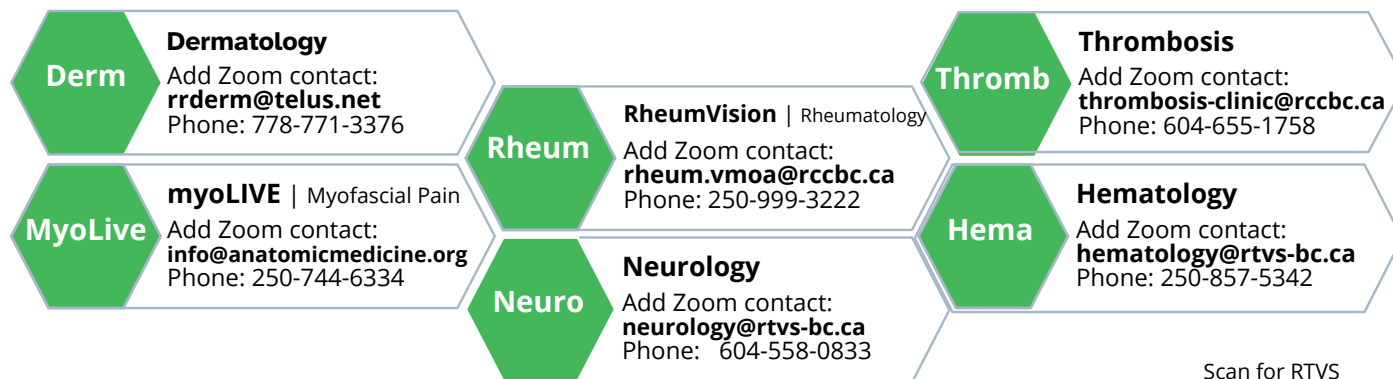 Derm
Dermatology
Add Zoom contact:
rrderm@telus.net
Phone: 778-771-3376
MyoLive
myoLIVE | Myofascial Pain
Add Zoom contact:
info@anatomicmedicine.org
Phone: 250-744-6334
Rheum
RheumVision | Rheumatology
Add Zoom contact:
rheum.vmoa@rccbc.ca
Phone: 250-999-3222
Neuro
Neurology
Add Zoom contact:
neurology@rtvs-bc.ca
Phone: 604-558-0833
Thromb
Thrombosis
Add Zoom contact:
thrombosis-clinic@rccbc.ca
Phone: 604-655-1758
Hema
Hematology
Add Zoom contact:
hematology@rtvs-bc.ca
Phone: 250-857-5342
Scan for RTVS